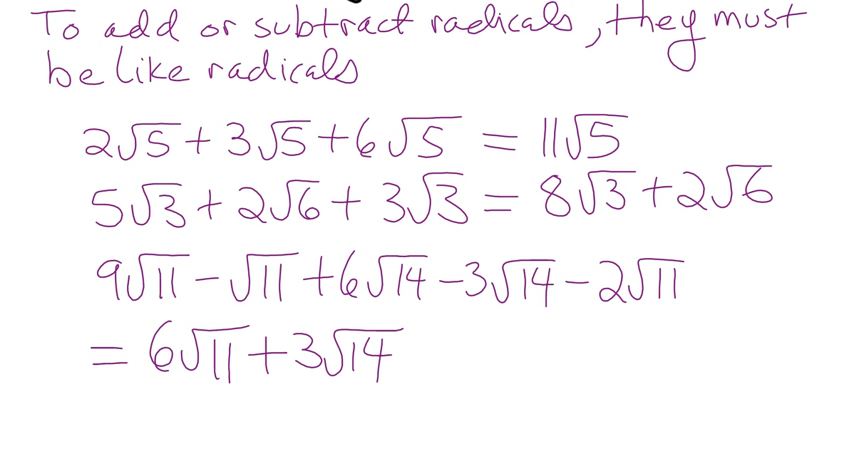 To add or subtract radicals, they must
be like radicals
2√5 + 3√5 + 6√5 = 11√5
5√3 + 2√6 + 3√3 = 8√3 + 2√6
9√11 - √11 + 6√14 - 3√14 - 2√11
= 6√11 + 3√14